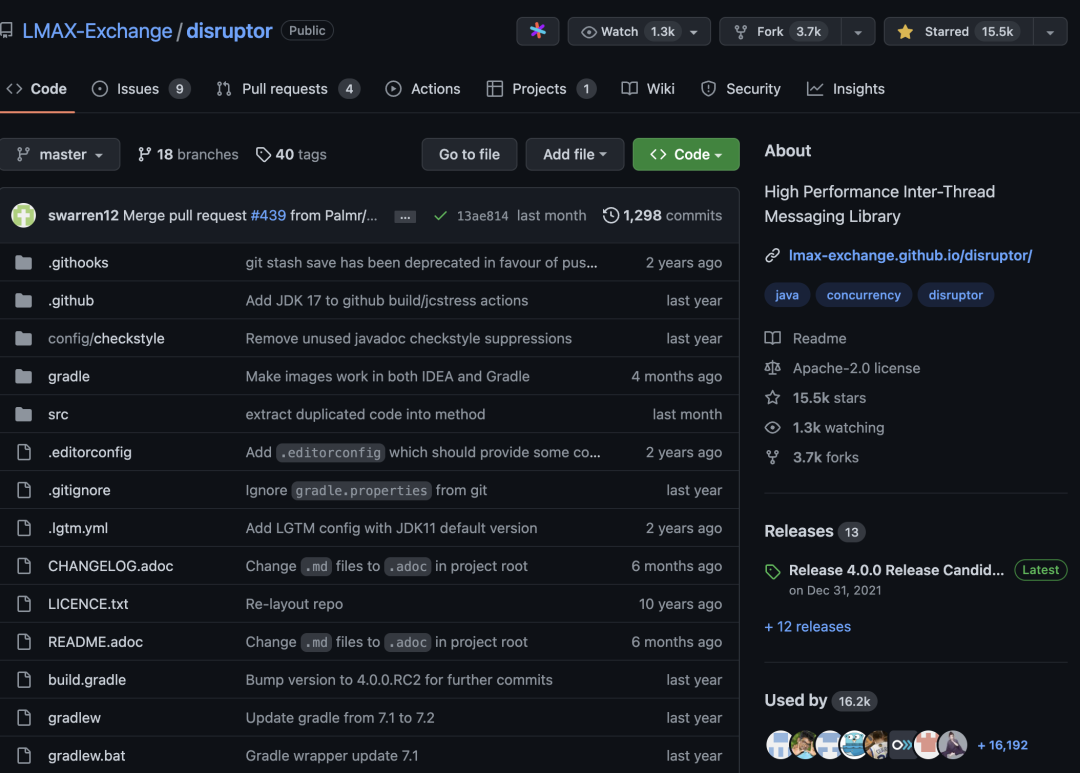 LMAX-Exchange / disruptor Public
Watch 1.3k Fork 3.7k Starred 15.5k
Code Issues 9 Pull requests 4 Actions Projects 1 Wiki Security Insights
master 18 branches 40 tags Go to file Add file Code
swarren12 Merge pull request #439 from Palmr/... ... 13ae814 last month 1,298 commits
.githooks git stash save has been deprecated in favour of pus... 2 years ago
.github Add JDK 17 to github build/jcstress actions last year
config/checkstyle Remove unused javadoc checkstyle suppressions last year
gradle Make images work in both IDEA and Gradle 4 months ago
src extract duplicated code into method last month
.editorconfig Add .editorconfig which should provide some co... 2 years ago
.gitignore Ignore gradle.properties from git last year
.lgtm.yml Add LGTM config with JDK11 default version 2 years ago
CHANGELOG.adoc Change .md files to .adoc in project root 6 months ago
LICENCE.txt Re-layout repo 10 years ago
README.adoc Change .md files to .adoc in project root 6 months ago
build.gradle Bump version to 4.0.0.RC2 for further commits last year
gradlew Update gradle from 7.1 to 7.2 last year
gradlew.bat Gradle wrapper update 7.1 last year
About
High Performance Inter-Thread
Messaging Library
lmax-exchange.github.io/disruptor/
java concurrency disruptor
Readme
Apache-2.0 license
15.5k stars
1.3k watching
3.7k forks
Releases 13
Release 4.0.0 Release Candid... Latest
on Dec 31, 2021
+ 12 releases
Used by 16.2k
+ 16,192